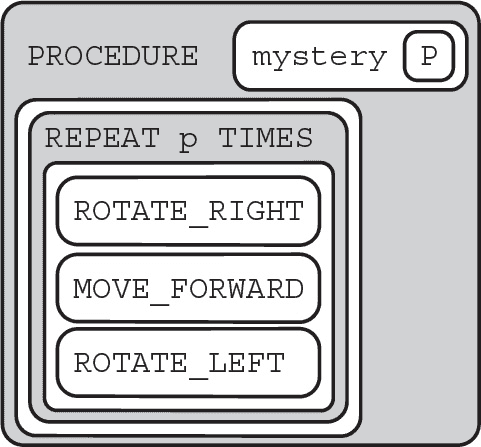 PROCEDURE mystery P
REPEAT p TIMES
ROTATE_RIGHT
MOVE_FORWARD
ROTATE_LEFT